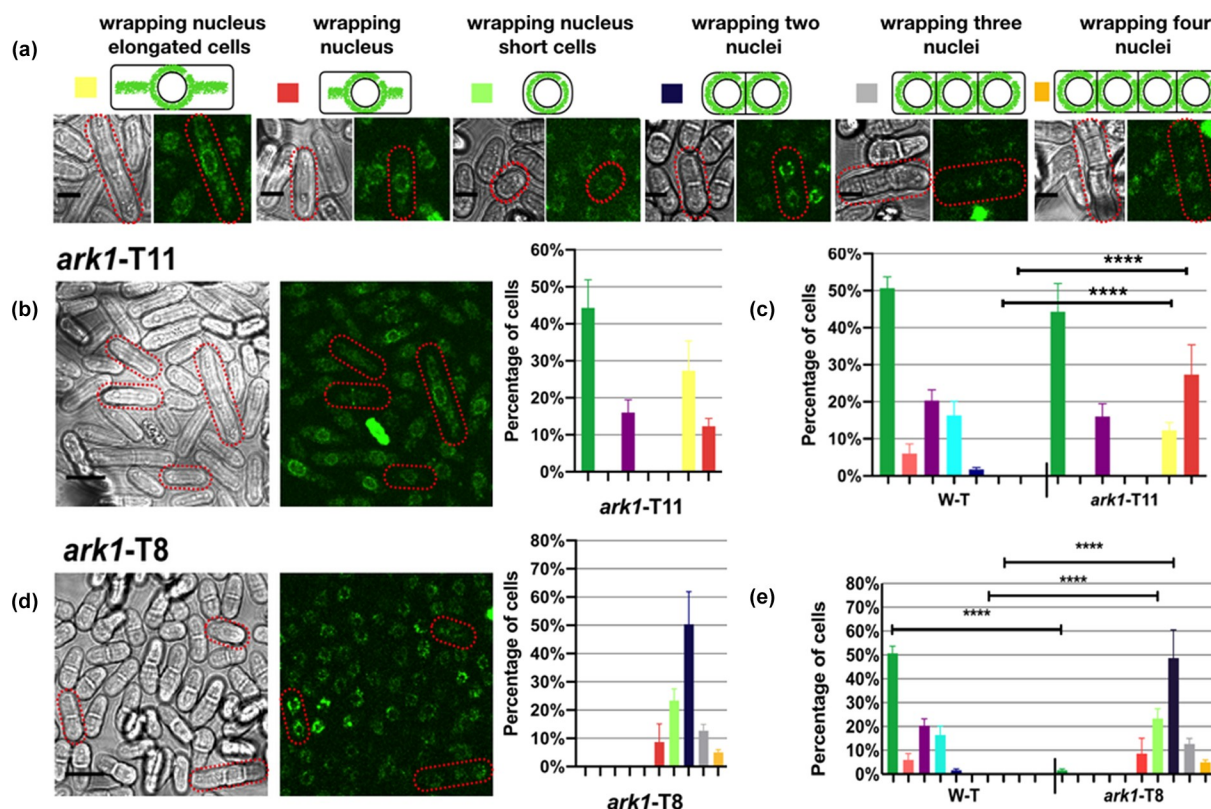 (a)
wrapping nucleus
elongated cells
wrapping
nucleus
wrapping nucleus
short cells
wrapping two
nuclei
wrapping three
nuclei
wrapping four
nuclei
ark1-T11
(b)
60%
50%
40%
30%
20%
10%
0%
Percentage of cells
ark1-T11
(c)
60%
50%
40%
30%
20%
10%
0%
Percentage of cells
****
****
W-T
ark1-T11
ark1-T8
(d)
80%
70%
60%
50%
40%
30%
20%
10%
0%
Percentage of cells
ark1-T8
(e)
80%
70%
60%
50%
40%
30%
20%
10%
0%
Percentage of cells
****
****
****
W-T
ark1-T8